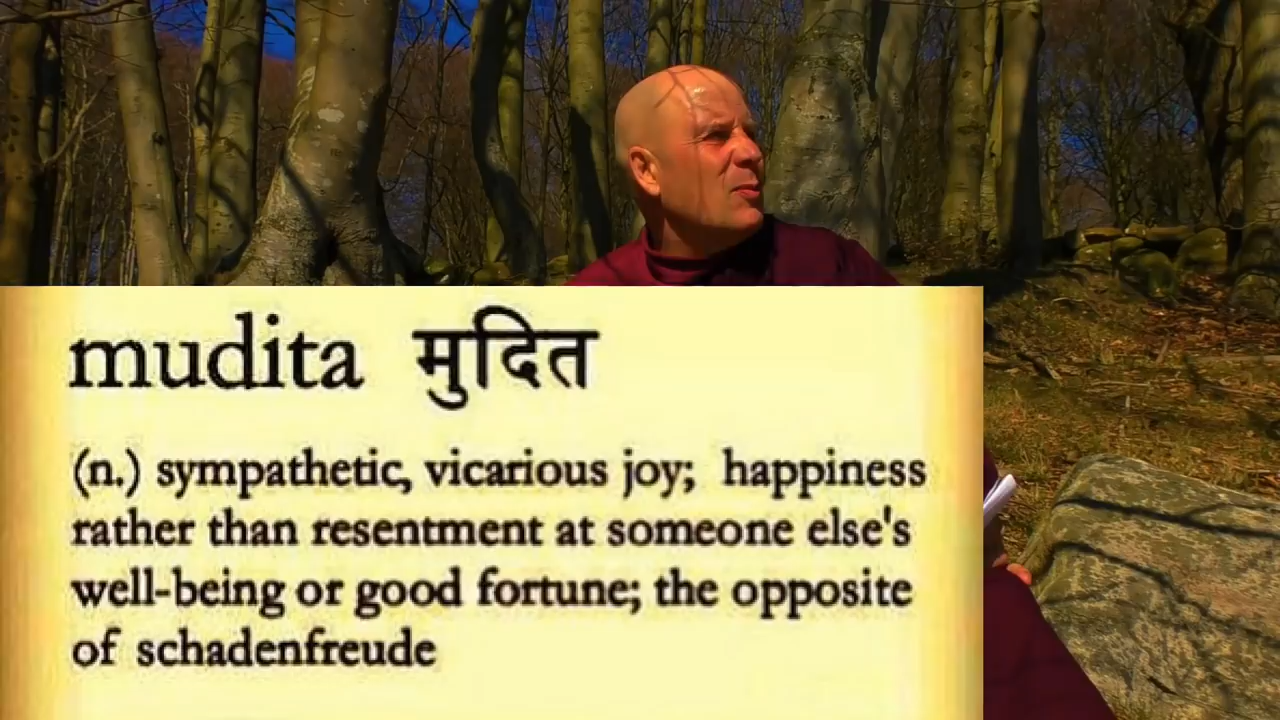 mudita मुदित
(n.) sympathetic, vicarious joy; happiness
rather than resentment at someone else's
well-being or good fortune; the opposite
of schadenfreude